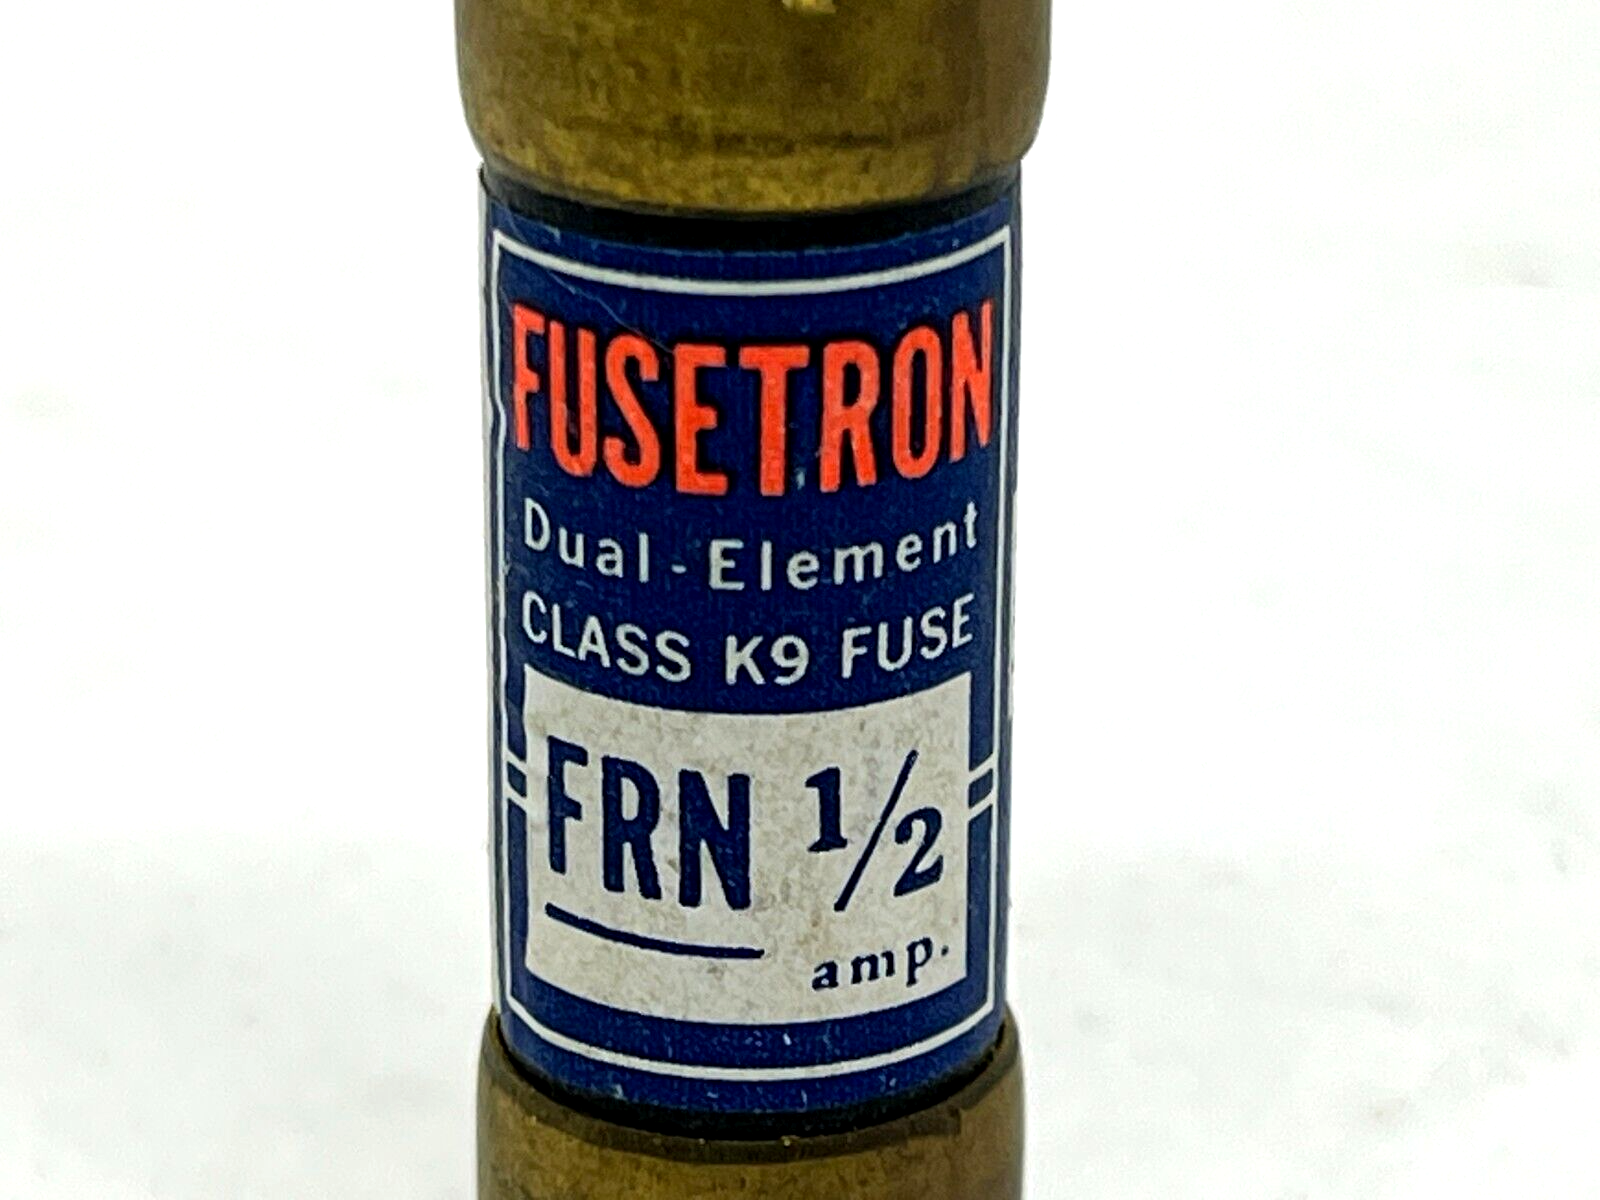 FUSETRON
Dual-Element
CLASS K9 FUSE
FRN 1/2
amp.